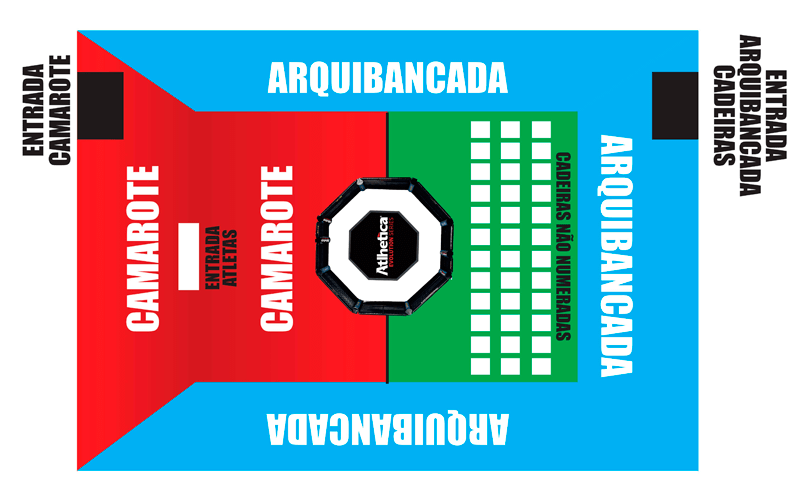 ENTRADA
CAMAROTE
ARQUIBANCADA
ENTRADA
ARQUIBANCADA
CADEIRAS
CAMAROTE
ENTRADA
ATLETAS
CAMAROTE
Atlhetica
CADEIRAS NÃO NUMERADAS
ARQUIBANCADA
ARQUIBANCADA